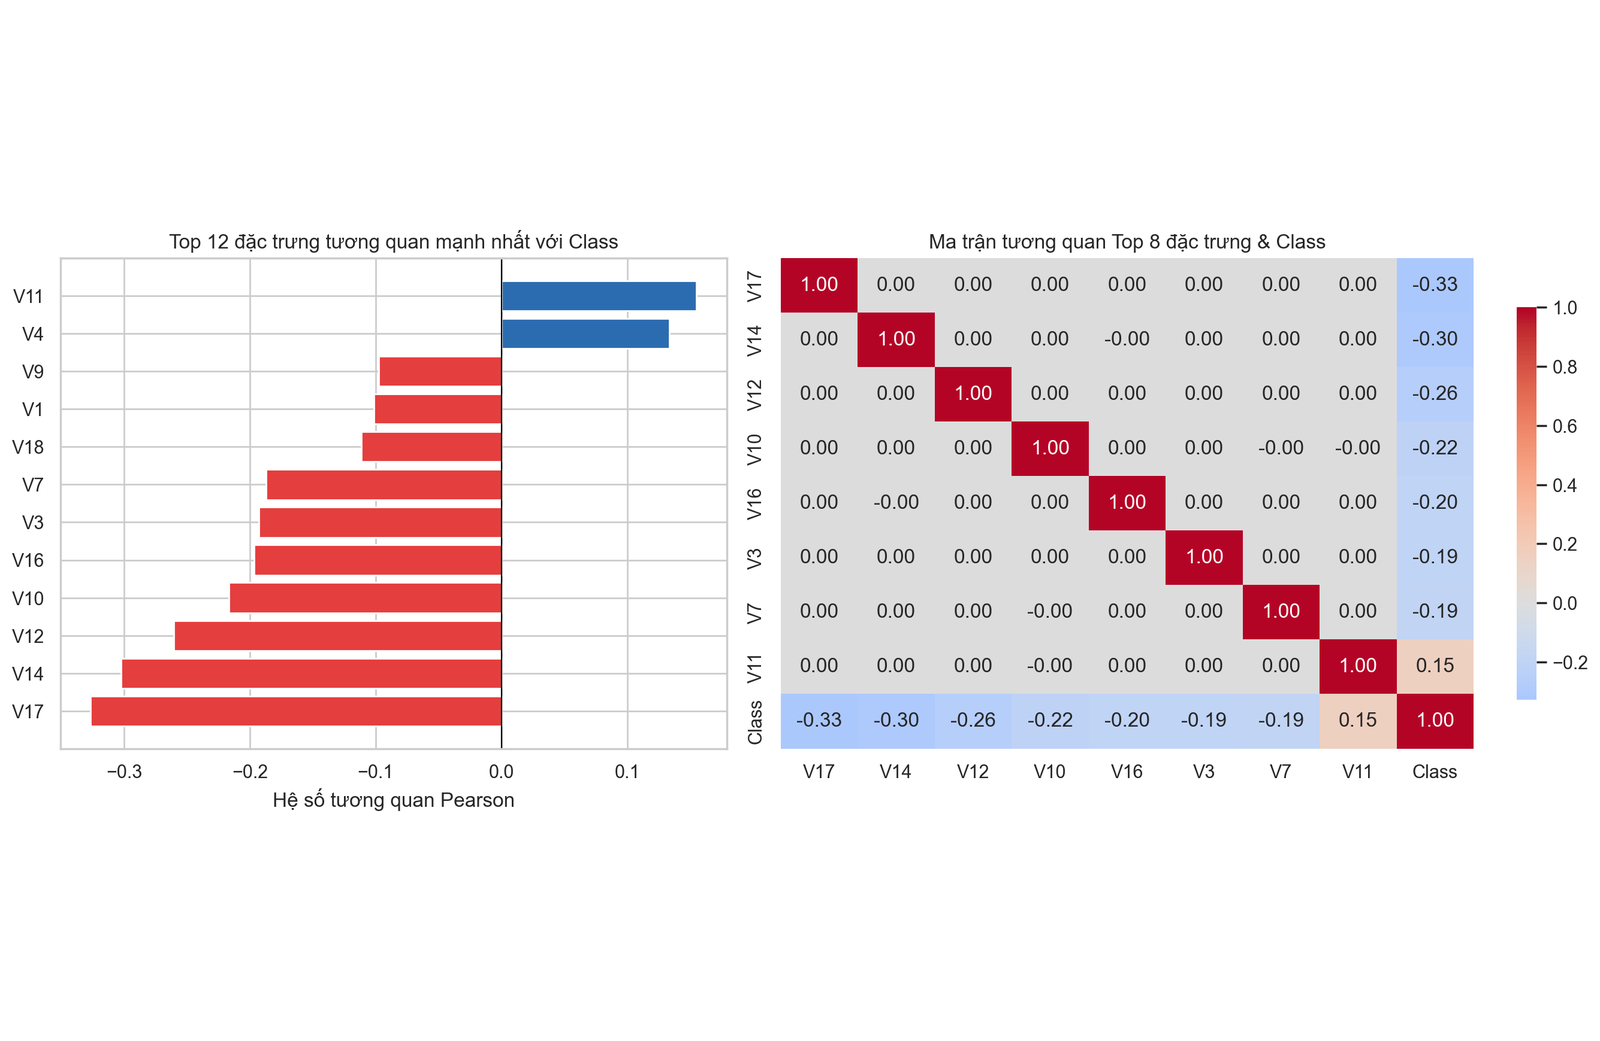 Top 12 đặc trưng tương quan mạnh nhất với Class
V11
V4
V9
V1
V18
V7
V3
V16
V10
V12
V14
V17
−0.3 −0.2 −0.1 0.0 0.1
Hệ số tương quan Pearson
Ma trận tương quan Top 8 đặc trưng & Class
V17 1.00 0.00 0.00 0.00 0.00 0.00 0.00 0.00 -0.33
V14 0.00 1.00 0.00 0.00 -0.00 0.00 0.00 0.00 -0.30
V12 0.00 0.00 1.00 0.00 0.00 0.00 0.00 0.00 -0.26
V10 0.00 0.00 0.00 1.00 0.00 0.00 -0.00 -0.00 -0.22
V16 0.00 -0.00 0.00 0.00 1.00 0.00 0.00 0.00 -0.20
V3 0.00 0.00 0.00 0.00 0.00 1.00 0.00 0.00 -0.19
V7 0.00 0.00 0.00 -0.00 0.00 0.00 1.00 0.00 -0.19
V11 0.00 0.00 0.00 -0.00 0.00 0.00 0.00 1.00 0.15
Class -0.33 -0.30 -0.26 -0.22 -0.20 -0.19 -0.19 0.15 1.00
V17 V14 V12 V10 V16 V3 V7 V11 Class
1.0
0.8
0.6
0.4
0.2
0.0
−0.2